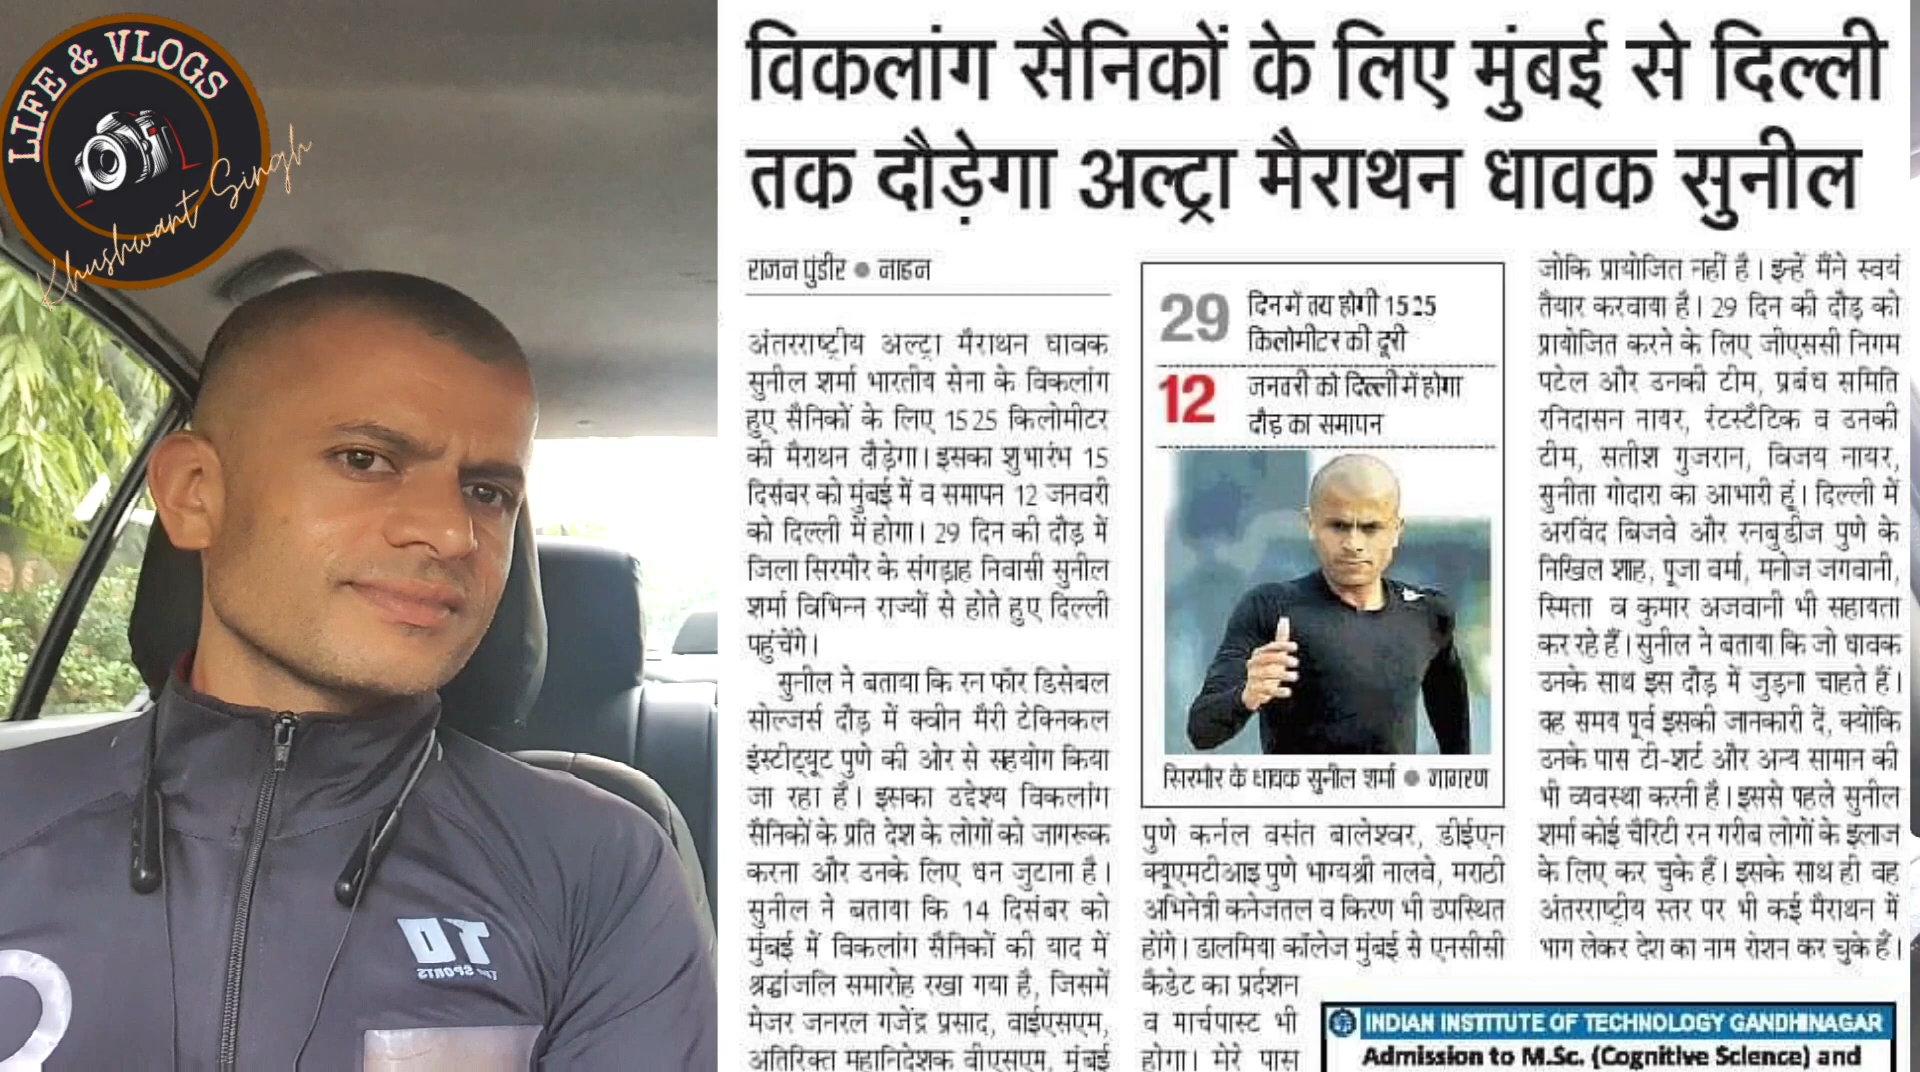 LIFE & VLOGS
Khushwant Singh
विकलांग सैनिकों के लिए मुंबई से दिल्ली
तक दौड़ेगा अल्ट्रा मैराथन धावक सुनील
राजन पुंडीर ● नाहन
अंतरराष्ट्रीय अल्ट्रा मैराथन धावक
सुनील शर्मा भारतीय सेना के विकलांग
हुए सैनिकों के लिए 1525 किलोमीटर
की मैराथन दौड़ेगा। इसका शुभारंभ 15
दिसंबर को मुंबई में व समापन 12 जनवरी
को दिल्ली में होगा। 29 दिन की दौड़ में
जिला सिरमौर के संगड़ाह निवासी सुनील
शर्मा विभिन्न राज्यों से होते हुए दिल्ली
पहुंचेंगे।
सुनील ने बताया कि रन फॉर डिसेबल
सोल्जर्स दौड़ में क्वीन मैरी टेक्निकल
इंस्टीट्यूट पुणे की ओर से सहयोग किया
जा रहा है। इसका उद्देश्य विकलांग
सैनिकों के प्रति देश के लोगों को जागरूक
करना और उनके लिए धन जुटाना है।
सुनील ने बताया कि 14 दिसंबर को
मुंबई में विकलांग सैनिकों की याद में
श्रद्धांजलि समारोह रखा गया है, जिसमें
मेजर जनरल गजेंद्र प्रसाद, वाईएसएम,
अतिरिक्त महानिदेशक वीएसएम, मुंबई
29 दिन में तय होगी 1525
किलोमीटर की दूरी
12 जनवरी को दिल्ली में होगा
दौड़ का समापन
सिरमौर के धावक सुनील शर्मा ● जागरण
पुणे कर्नल वसंत बालेश्वर, डीईएन
क्यूएमटीआइ पुणे भाग्यश्री नालवे, मराठी
अभिनेत्री कनेजतल व किरण भी उपस्थित
होंगे। डालमिया कॉलेज मुंबई से एनसीसी
कैडेट का प्रर्दशन
व मार्चपास्ट भी
होगा। मेरे पास
जोकि प्रायोजित नहीं है। इन्हें मैंने स्वयं
तैयार करवाया है। 29 दिन की दौड़ को
प्रायोजित करने के लिए जीएससी निगम
पटेल और उनकी टीम, प्रबंध समिति
रनिदासन नायर, रंटस्टैटिक व उनकी
टीम, सतीश गुजरान, विजय नायर,
सुनीता गोदारा का आभारी हूं। दिल्ली में
अरविंद बिजवे और रनबुडीज पुणे के
निखिल शाह, पूजा वर्मा, मनोज जगवानी,
स्मिता व कुमार अजवानी भी सहायता
कर रहे हैं। सुनील ने बताया कि जो धावक
उनके साथ इस दौड़ में जुड़ना चाहते हैं।
वह समय पूर्व इसकी जानकारी दें, क्योंकि
उनके पास टी-शर्ट और अन्य सामान की
भी व्यवस्था करनी है। इससे पहले सुनील
शर्मा कोई चैरिटी रन गरीब लोगों के इलाज
के लिए कर चुके हैं। इसके साथ ही वह
अंतरराष्ट्रीय स्तर पर भी कई मैराथन में
भाग लेकर देश का नाम रोशन कर चुके हैं।
INDIAN INSTITUTE OF TECHNOLOGY GANDHINAGAR
Admission to M.Sc. (Cognitive Science) and